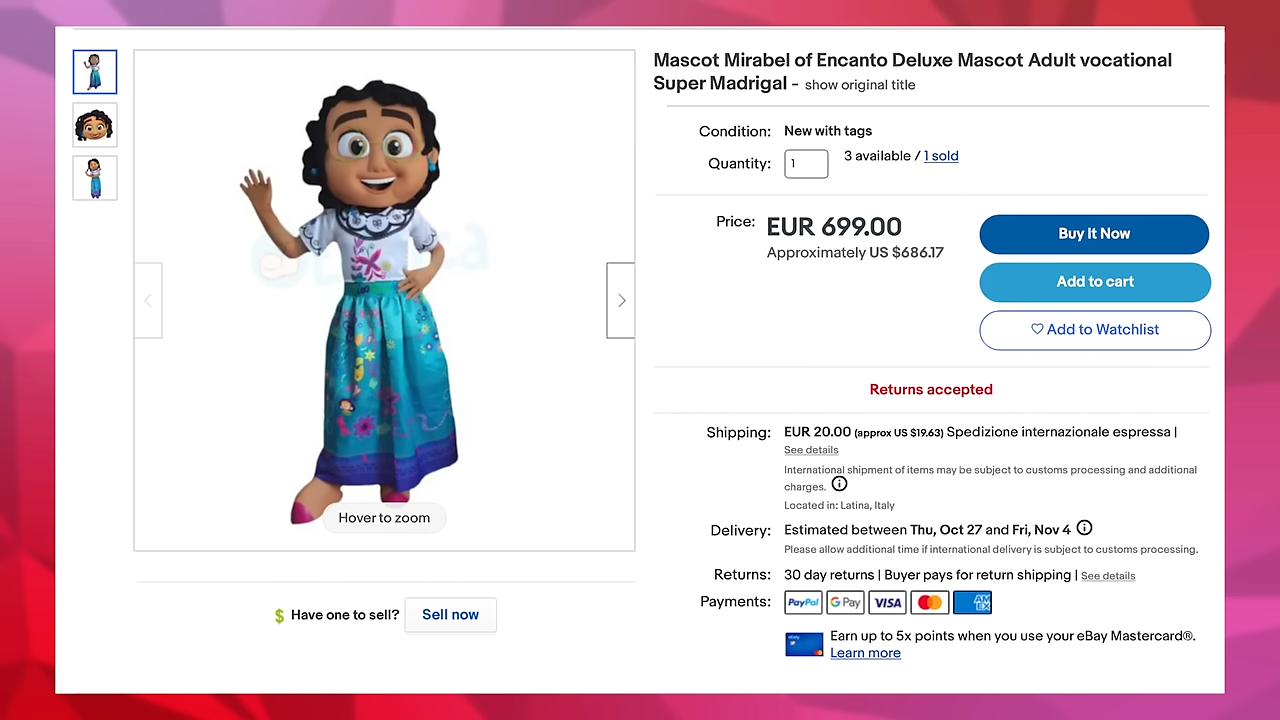 Mascot Mirabel of Encanto Deluxe Mascot Adult vocational
Super Madrigal - show original title
Condition: New with tags
Quantity: 1 3 available / 1 sold
Price: EUR 699.00
Approximately US $686.17
Buy It Now
Add to cart
Add to Watchlist
Returns accepted
Shipping: EUR 20.00 (approx US $19.63) Spedizione internazionale espressa |
See details
International shipment of items may be subject to customs processing and additional
charges.
Located in: Latina, Italy
Delivery: Estimated between Thu, Oct 27 and Fri, Nov 4
Please allow additional time if international delivery is subject to customs processing.
Returns: 30 day returns | Buyer pays for return shipping | See details
Payments: PayPal G Pay VISA AMEX
Earn up to 5x points when you use your eBay Mastercard®.
Learn more
Hover to zoom
Have one to sell? Sell now